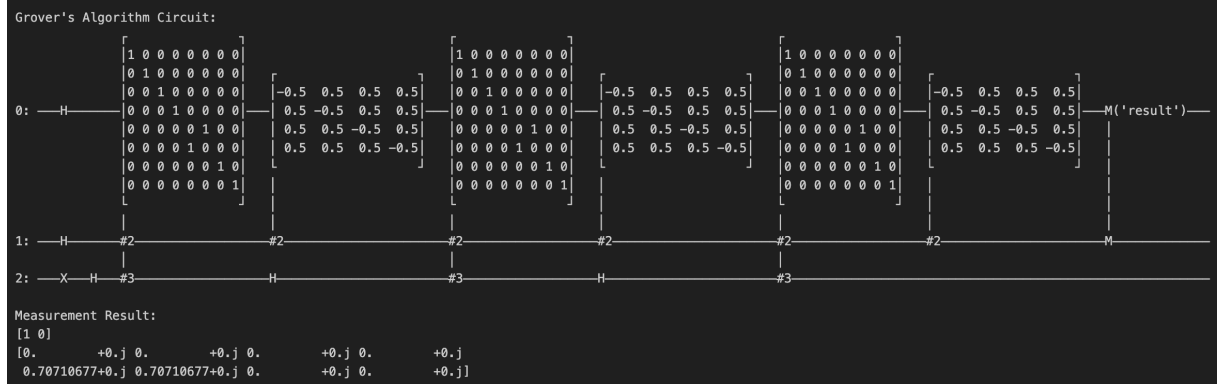 Grover's Algorithm Circuit:
|1 0 0 0 0 0 0 0| |1 0 0 0 0 0 0 0| |1 0 0 0 0 0 0 0|
|0 1 0 0 0 0 0 0| |0 1 0 0 0 0 0 0| |0 1 0 0 0 0 0 0|
|0 0 1 0 0 0 0 0| |-0.5 0.5 0.5 0.5| |0 0 1 0 0 0 0 0| |-0.5 0.5 0.5 0.5| |0 0 1 0 0 0 0 0| |-0.5 0.5 0.5 0.5|
0: ───H───|0 0 0 1 0 0 0 0|──| 0.5 -0.5 0.5 0.5|──|0 0 0 1 0 0 0 0|──| 0.5 -0.5 0.5 0.5|──|0 0 0 1 0 0 0 0|──| 0.5 -0.5 0.5 0.5|──M('result')──
|0 0 0 0 0 1 0 0| | 0.5 0.5 -0.5 0.5| |0 0 0 0 0 1 0 0| | 0.5 0.5 -0.5 0.5| |0 0 0 0 0 1 0 0| | 0.5 0.5 -0.5 0.5|
|0 0 0 0 1 0 0 0| | 0.5 0.5 0.5 -0.5| |0 0 0 0 1 0 0 0| | 0.5 0.5 0.5 -0.5| |0 0 0 0 1 0 0 0| | 0.5 0.5 0.5 -0.5|
|0 0 0 0 0 0 1 0| |0 0 0 0 0 0 1 0| |0 0 0 0 0 0 1 0|
|0 0 0 0 0 0 0 1| |0 0 0 0 0 0 0 1| |0 0 0 0 0 0 0 1|
1: ───H───#2───#2───#2───#2───#2───#2───M───
2: ───X───H───#3───H───#3───H───#3───
Measurement Result:
[1 0]
[0. +0.j 0. +0.j 0. +0.j 0. +0.j
0.70710677+0.j 0.70710677+0.j 0. +0.j 0. +0.j]